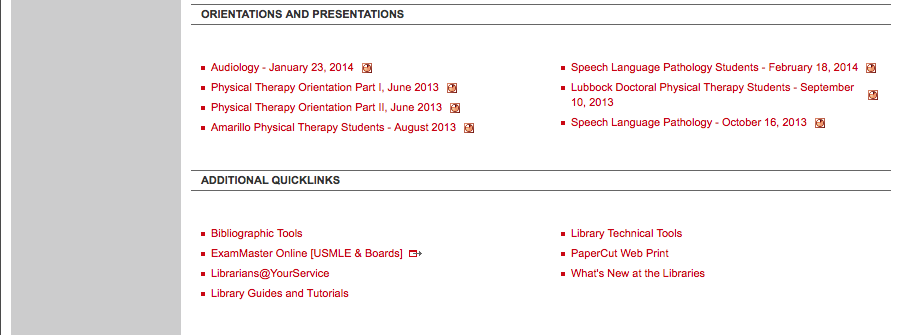 ORIENTATIONS AND PRESENTATIONS
Audiology - January 23, 2014
Physical Therapy Orientation Part I, June 2013
Physical Therapy Orientation Part II, June 2013
Amarillo Physical Therapy Students - August 2013
Speech Language Pathology Students - February 18, 2014
Lubbock Doctoral Physical Therapy Students - September
10, 2013
Speech Language Pathology - October 16, 2013
ADDITIONAL QUICKLINKS
Bibliographic Tools
ExamMaster Online [USMLE & Boards]
Librarians@YourService
Library Guides and Tutorials
Library Technical Tools
PaperCut Web Print
What's New at the Libraries